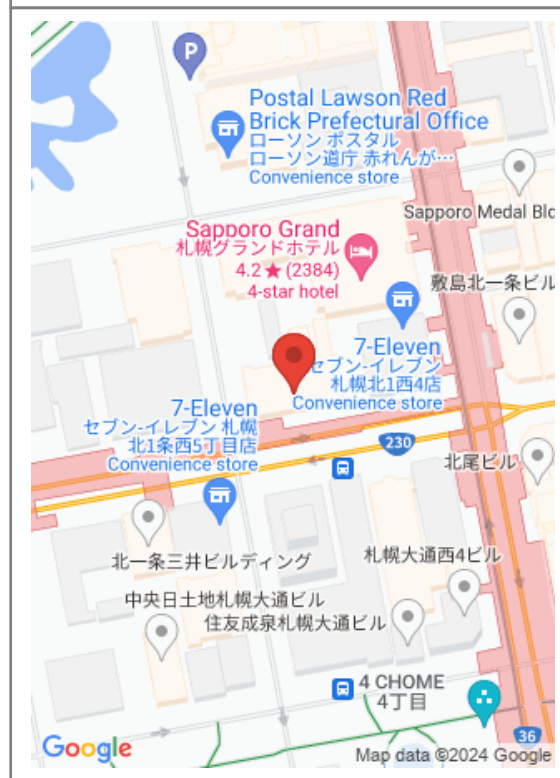 P
Postal Lawson Red
Brick Prefectural Office
ローソン ポスタル
ローソン道庁 赤れんが…
Convenience store
Sapporo Medal Bld
Sapporo Grand
札幌グランドホテル
4.2★(2384)
4-star hotel
敷島北一条ビル
7-Eleven
セブン-イレブン
札幌北1西4店
Convenience store
7-Eleven
セブン-イレブン 札幌
北1条西5丁目店
Convenience store
230
北尾ビル
北一条三井ビルディング
札幌大通西4ビル
中央日土地札幌大通ビル
住友成泉札幌大通ビル
4 CHOME
4丁目
36
Google
Map data ©2024 Google